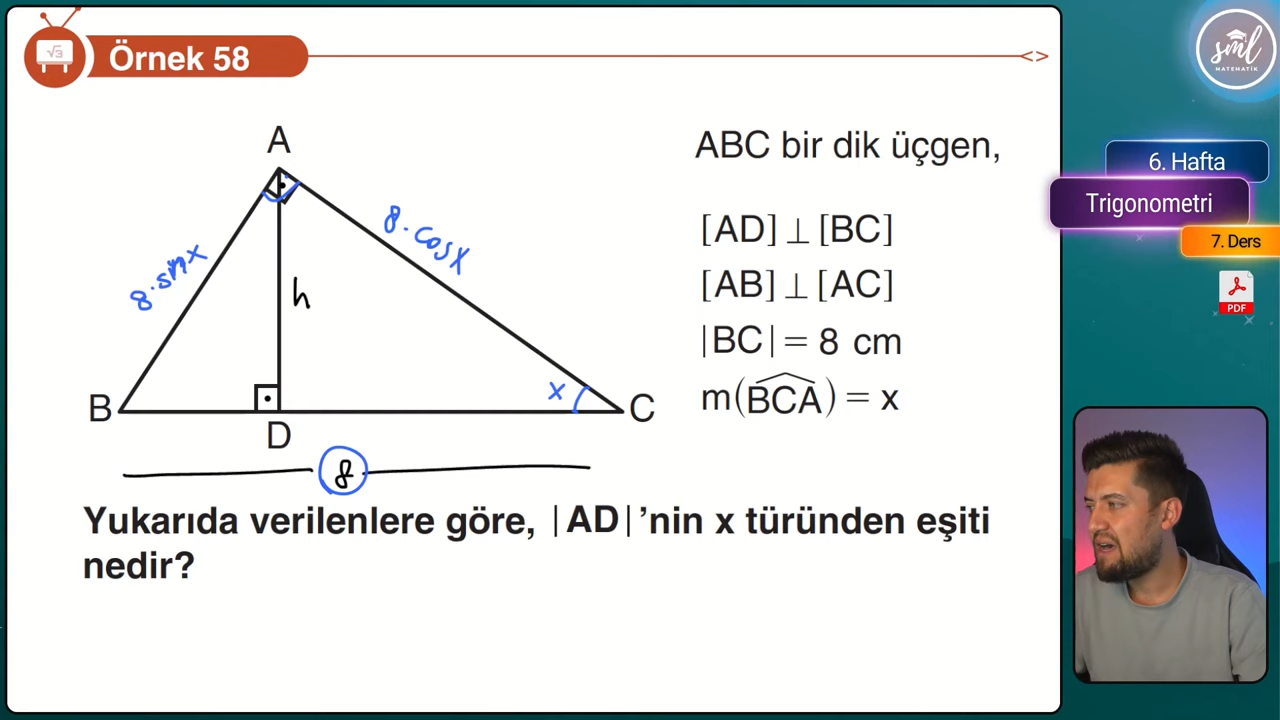 √3
Örnek 58
<>
sml
MATEMATİK
6. Hafta
Trigonometri
7. Ders
PDF
A
8.sinx
8.cosx
h
x
B
D
C
8
ABC bir dik üçgen,
[AD] ⊥ [BC]
[AB] ⊥ [AC]
|BC| = 8 cm
m(BCA) = x
Yukarıda verilenlere göre, |AD|'nin x türünden eşiti
nedir?